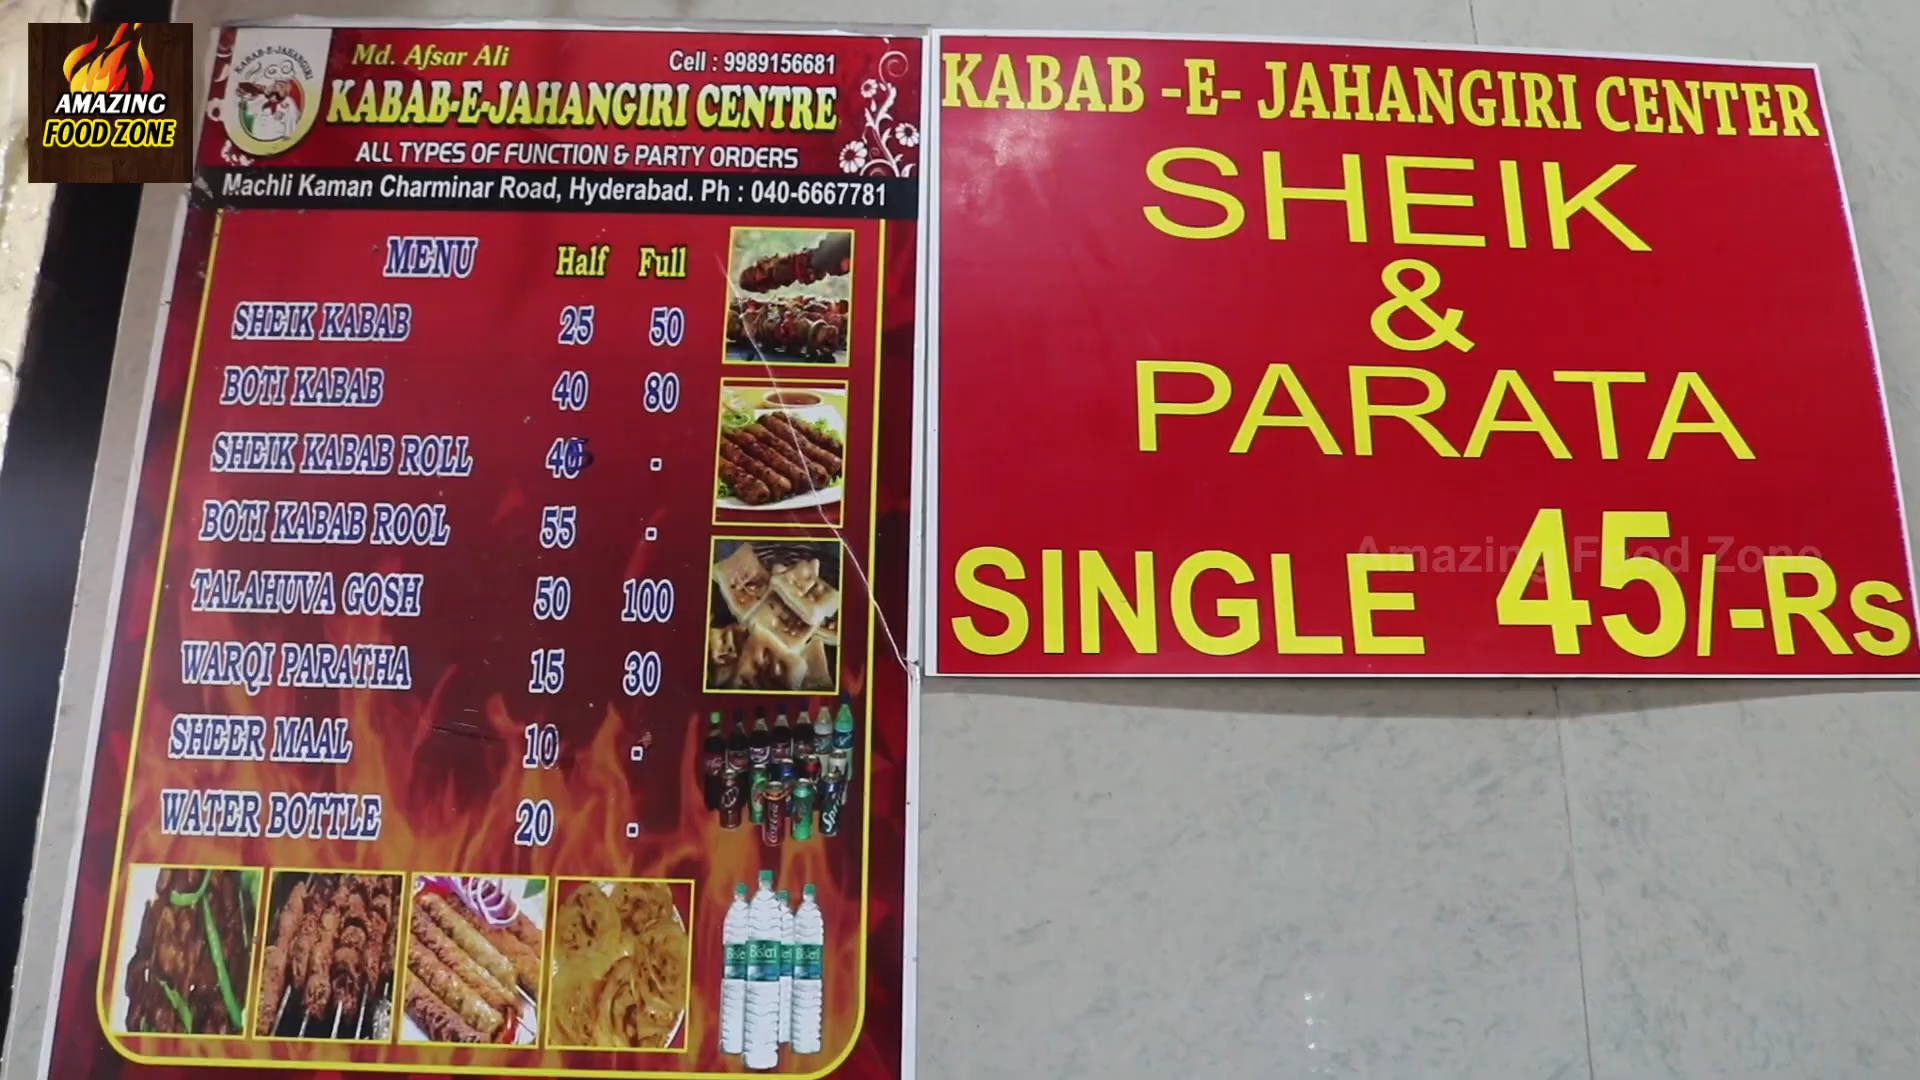 AMAZING
FOOD ZONE
KABAB-E-JAHANGIRI
Md. Afsar Ali
Cell : 9989156681
KABAB-E-JAHANGIRI CENTRE
ALL TYPES OF FUNCTION & PARTY ORDERS
Machli Kaman Charminar Road, Hyderabad. Ph : 040-6667781
MENU Half Full
SHEIK KABAB 25 50
BOTI KABAB 40 80
SHEIK KABAB ROLL -
BOTI KABAB ROOL 55 -
TALAHUVA GOSH 50 100
WARQI PARATHA 15 30
SHEER MAAL 10 -
WATER BOTTLE 20 -
Bisleri
KABAB -E- JAHANGIRI CENTER
SHEIK
&
PARATA
SINGLE 45/-Rs
Amazing Food Zone